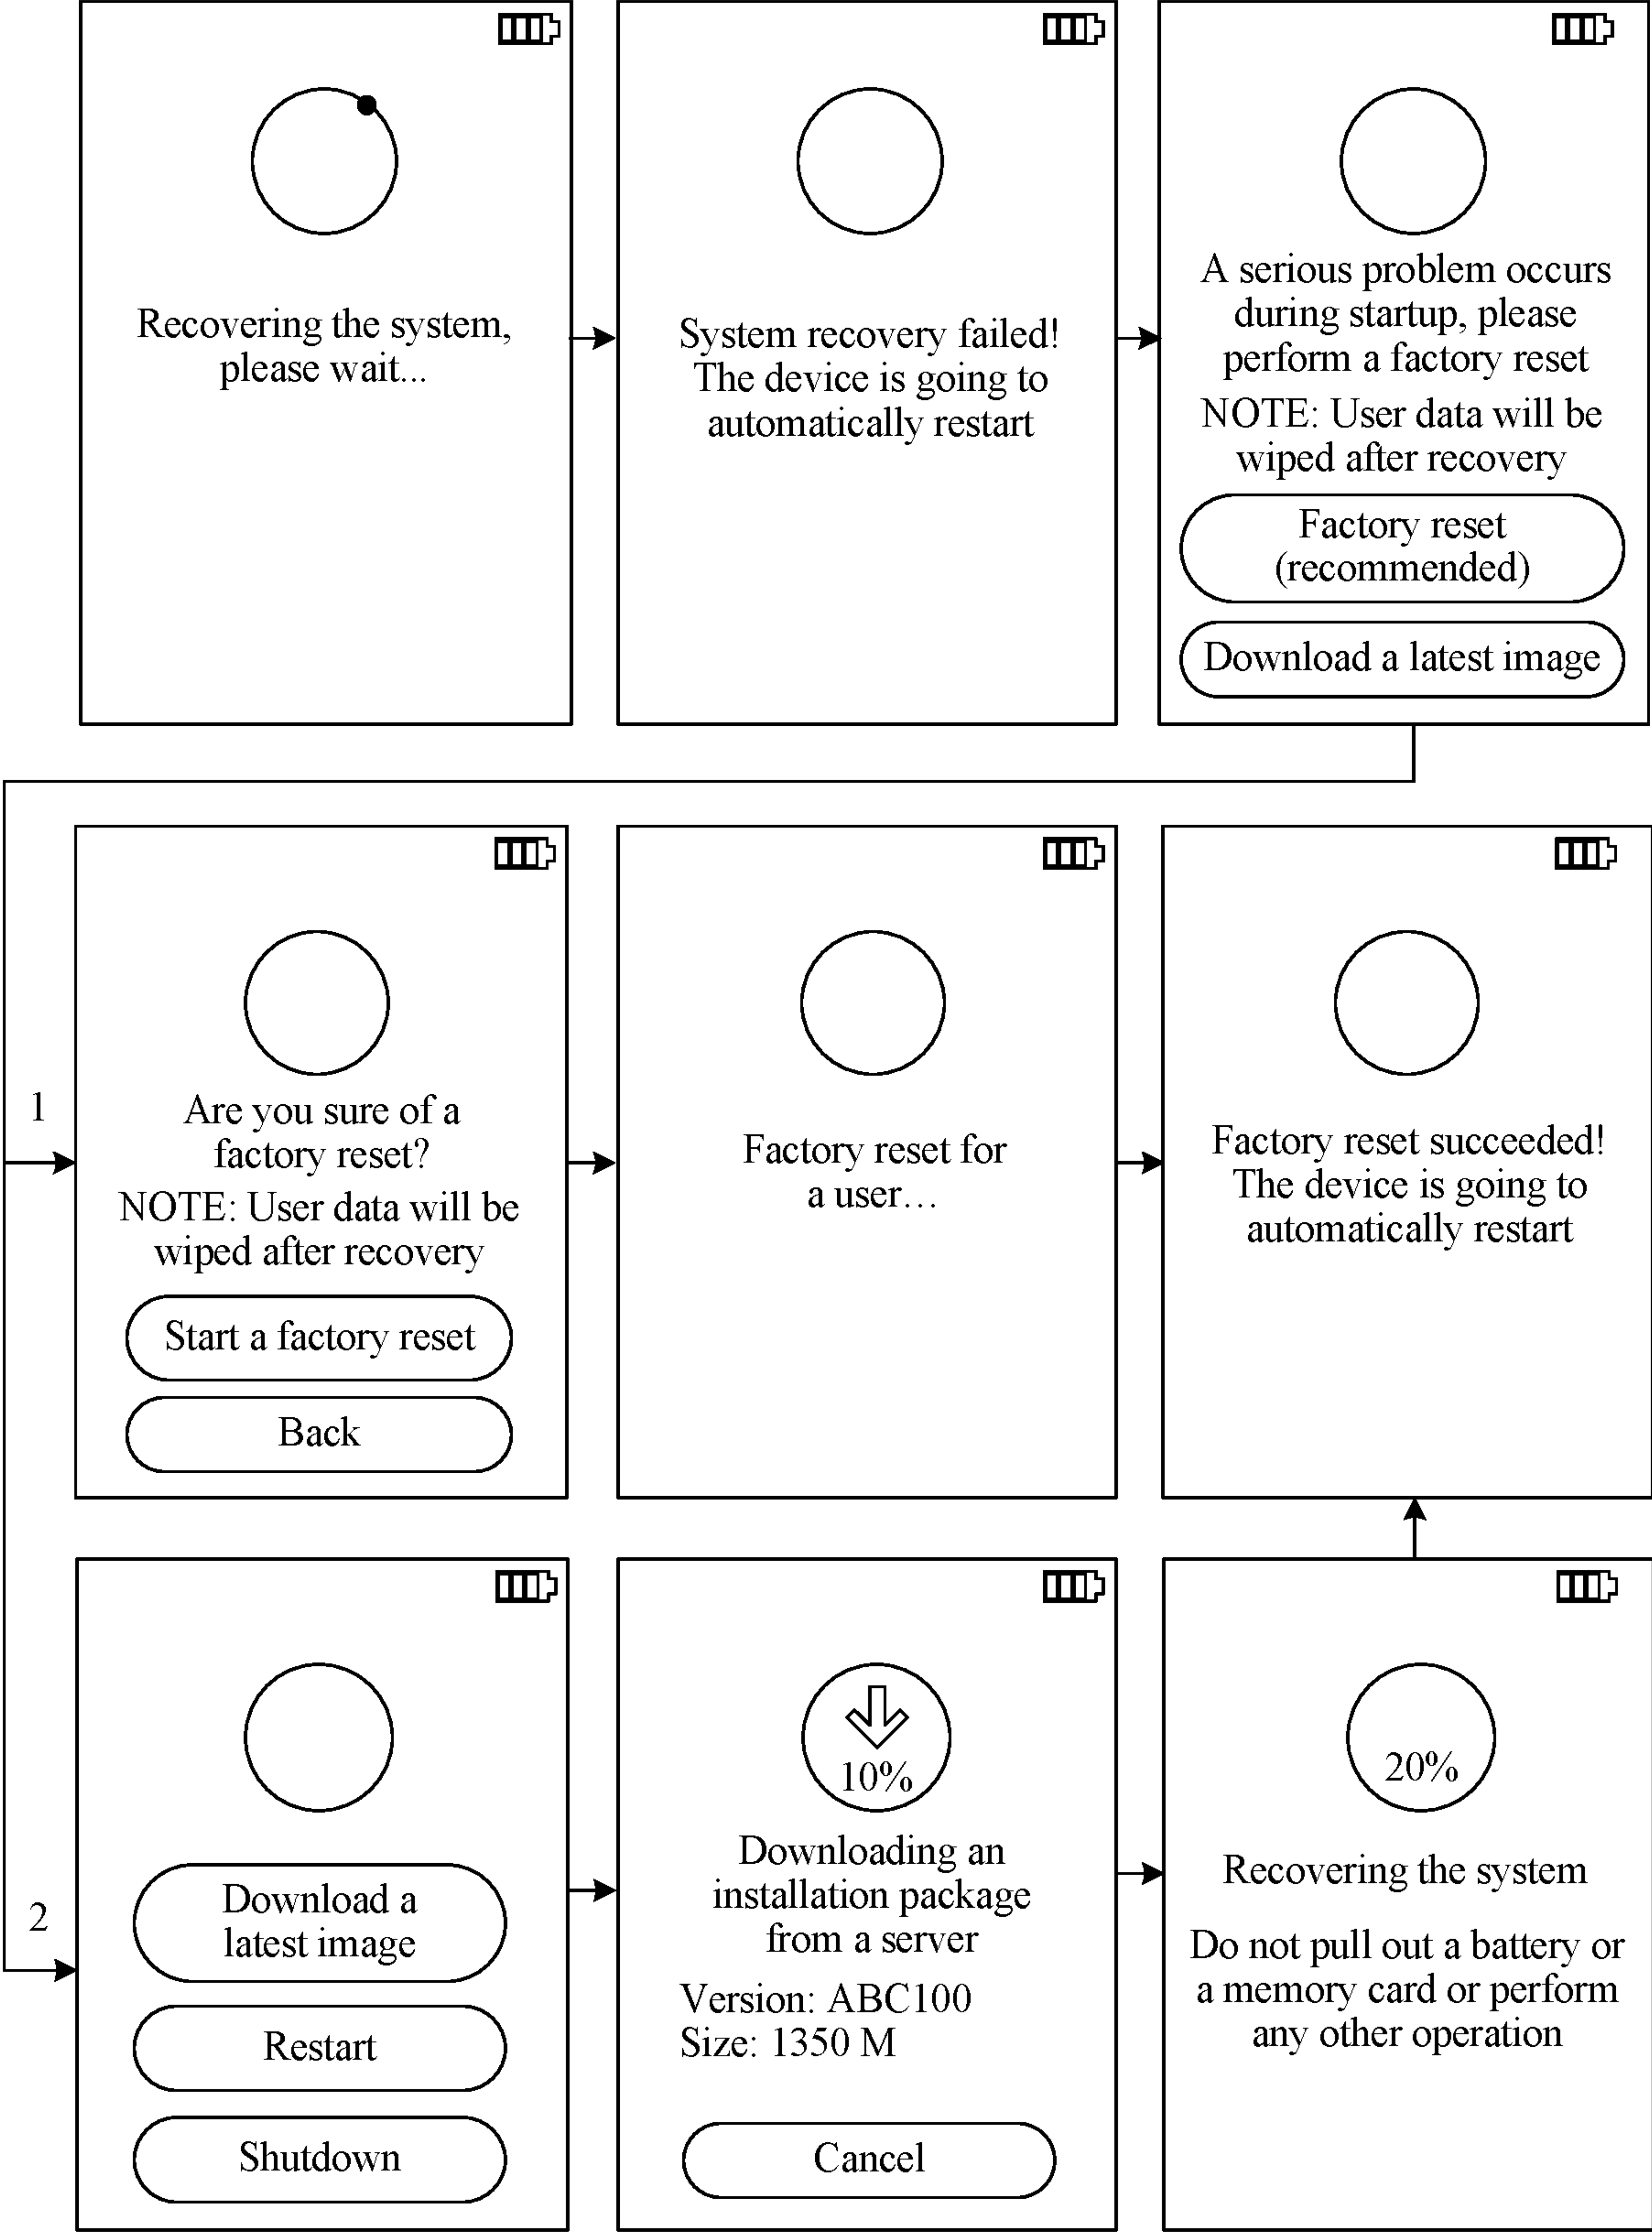 Recovering the system,
please wait...
System recovery failed!
The device is going to
automatically restart
A serious problem occurs
during startup, please
perform a factory reset
NOTE: User data will be
wiped after recovery
Factory reset
(recommended)
Download a latest image
1
Are you sure of a
factory reset?
NOTE: User data will be
wiped after recovery
Start a factory reset
Back
Factory reset for
a user…
Factory reset succeeded!
The device is going to
automatically restart
2
Download a
latest image
Restart
Shutdown
10%
Downloading an
installation package
from a server
Version: ABC100
Size: 1350 M
Cancel
20%
Recovering the system
Do not pull out a battery or
a memory card or perform
any other operation